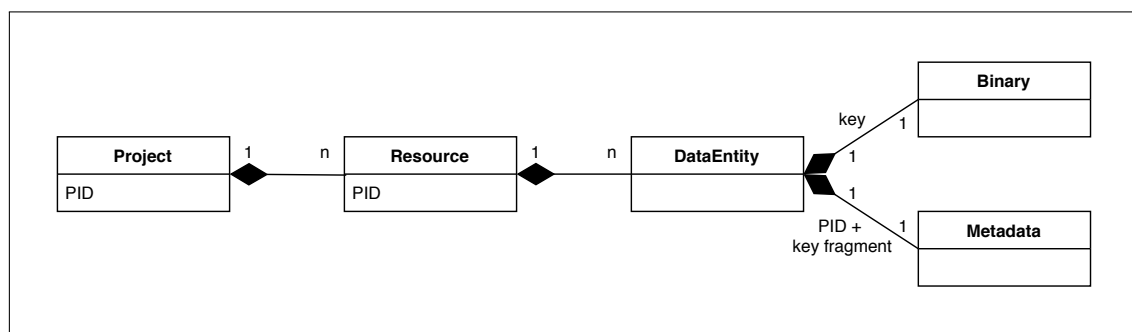 Project
PID
1
n
Resource
PID
1
n
DataEntity
key
1
1
Binary
1
PID +
key fragment
1
Metadata